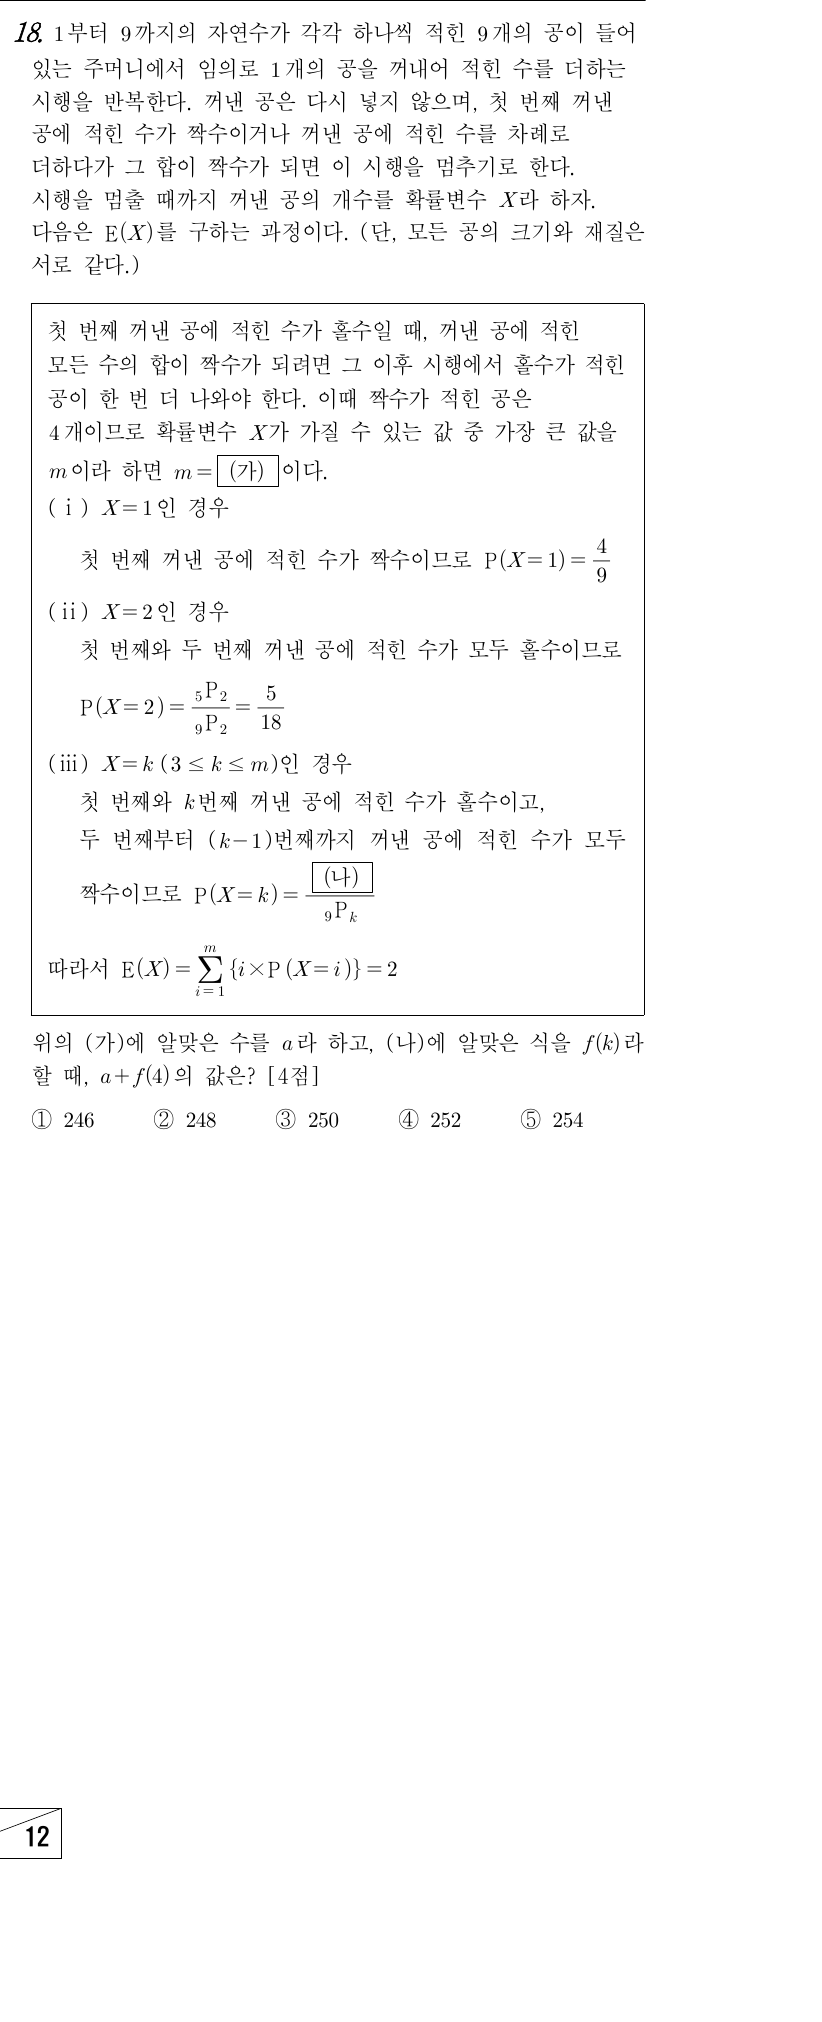 18. 1부터 9까지의 자연수가 각각 하나씩 적힌 9개의 공이 들어
있는 주머니에서 임의로 1개의 공을 꺼내어 적힌 수를 더하는
시행을 반복한다. 꺼낸 공은 다시 넣지 않으며, 첫 번째 꺼낸
공에 적힌 수가 짝수이거나 꺼낸 공에 적힌 수를 차례로
더하다가 그 합이 짝수가 되면 이 시행을 멈추기로 한다.
시행을 멈출 때까지 꺼낸 공의 개수를 확률변수 X라 하자.
다음은 E(X)를 구하는 과정이다. (단, 모든 공의 크기와 재질은
서로 같다.)
첫 번째 꺼낸 공에 적힌 수가 홀수일 때, 꺼낸 공에 적힌
모든 수의 합이 짝수가 되려면 그 이후 시행에서 홀수가 적힌
공이 한 번 더 나와야 한다. 이때 짝수가 적힌 공은
4개이므로 확률변수 X가 가질 수 있는 값 중 가장 큰 값을
m이라 하면 m= (가) 이다.
(ⅰ) X=1인 경우
첫 번째 꺼낸 공에 적힌 수가 짝수이므로 P(X=1)=4/9
(ⅱ) X=2인 경우
첫 번째와 두 번째 꺼낸 공에 적힌 수가 모두 홀수이므로
P(X=2)=₅P₂/₉P₂=5/18
(ⅲ) X=k (3≤k≤m)인 경우
첫 번째와 k번째 꺼낸 공에 적힌 수가 홀수이고,
두 번째부터 (k-1)번째까지 꺼낸 공에 적힌 수가 모두
짝수이므로 P(X=k)=(나)/₉Pₖ
따라서 E(X)=∑_{i=1}^{m}{i×P(X=i)}=2
위의 (가)에 알맞은 수를 a라 하고, (나)에 알맞은 식을 f(k)라
할 때, a+f(4)의 값은? [4점]
① 246 ② 248 ③ 250 ④ 252 ⑤ 254
12